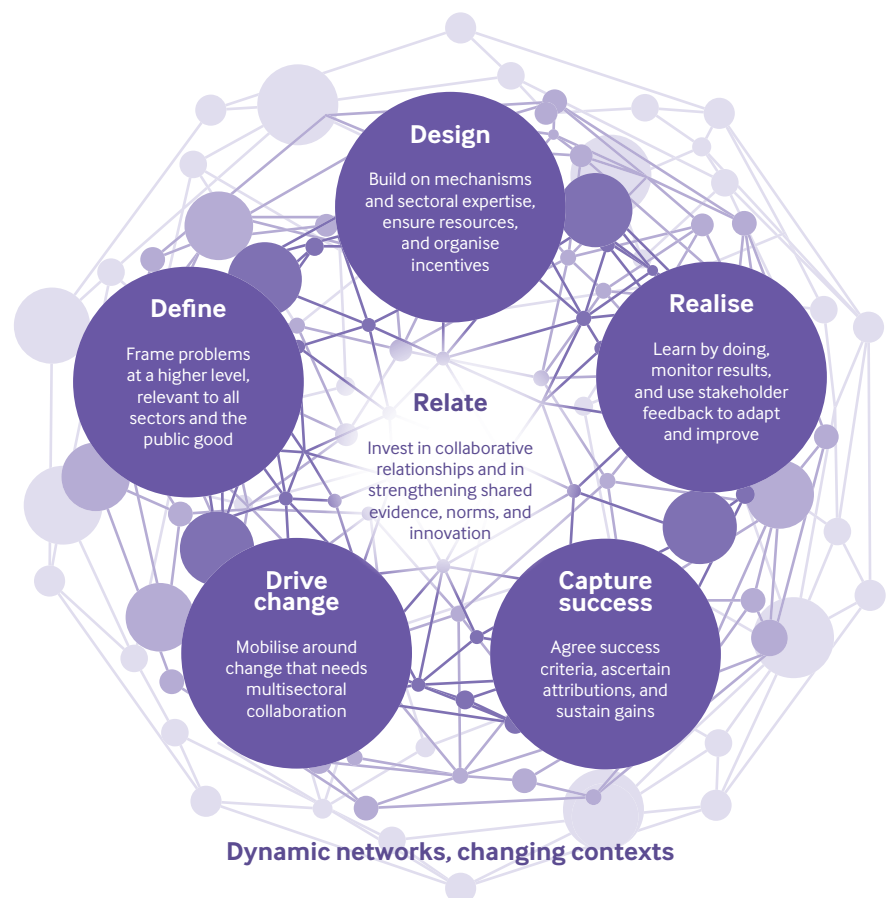 Design
Build on mechanisms
and sectoral expertise,
ensure resources,
and organise
incentives
Define
Frame problems
at a higher level,
relevant to all
sectors and the
public good
Realise
Learn by doing,
monitor results,
and use stakeholder
feedback to adapt
and improve
Relate
Invest in collaborative
relationships and in
strengthening shared
evidence, norms, and
innovation
Drive
change
Mobilise around
change that needs
multisectoral
collaboration
Capture
success
Agree success
criteria, ascertain
attributions, and
sustain gains
Dynamic networks, changing contexts